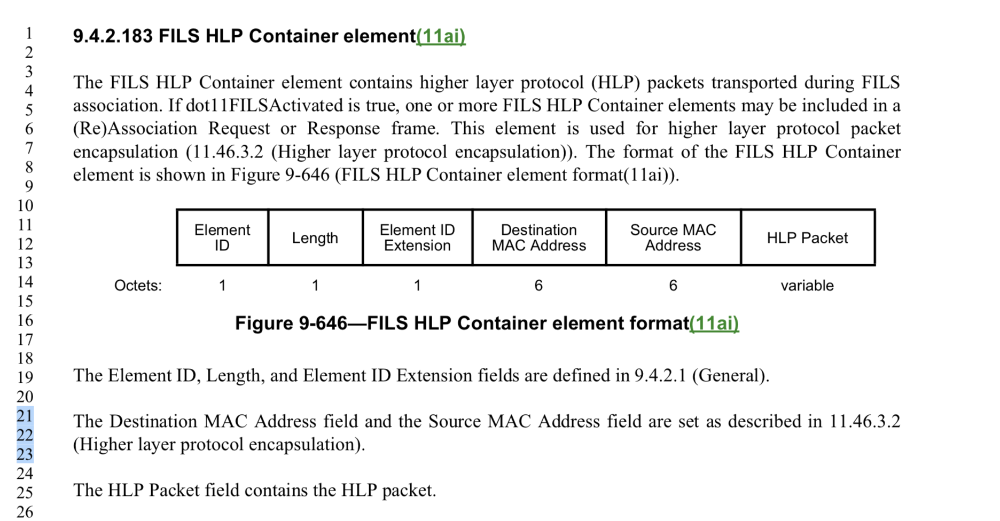 1
2
3
4
5
6
7
8
9
10
11
12
13
14
15
16
17
18
19
20
21
22
23
24
25
26
9.4.2.183 FILS HLP Container element(11ai)
The FILS HLP Container element contains higher layer protocol (HLP) packets transported during FILS
association. If dot11FILSActivated is true, one or more FILS HLP Container elements may be included in a
(Re)Association Request or Response frame. This element is used for higher layer protocol packet
encapsulation (11.46.3.2 (Higher layer protocol encapsulation)). The format of the FILS HLP Container
element is shown in Figure 9-646 (FILS HLP Container element format(11ai)).
Element
ID
Length
Element ID
Extension
Destination
MAC Address
Source MAC
Address
HLP Packet
Octets: 1 1 1 6 6 variable
Figure 9-646—FILS HLP Container element format(11ai)
The Element ID, Length, and Element ID Extension fields are defined in 9.4.2.1 (General).
The Destination MAC Address field and the Source MAC Address field are set as described in 11.46.3.2
(Higher layer protocol encapsulation).
The HLP Packet field contains the HLP packet.